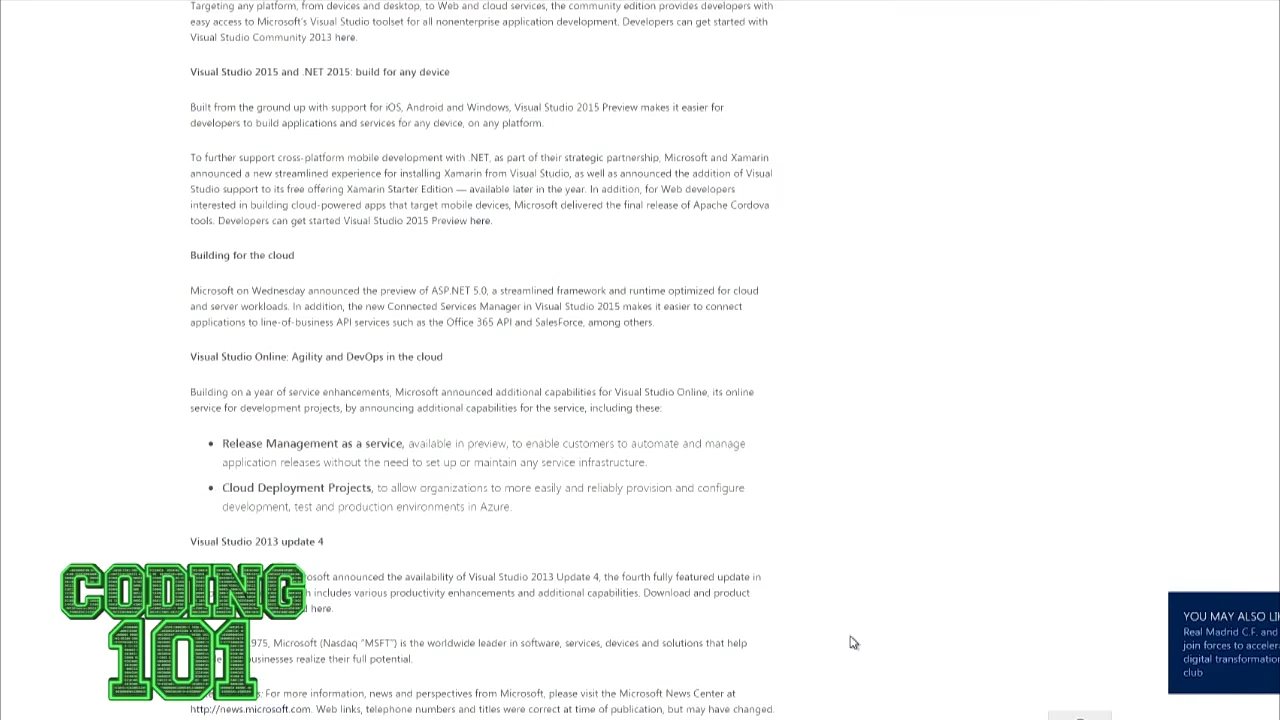 Targeting any platform, from devices and desktop, to Web and cloud services, the community edition provides developers with
easy access to Microsoft's Visual Studio toolset for all nonenterprise application development. Developers can get started with
Visual Studio Community 2013 here.
Visual Studio 2015 and .NET 2015: build for any device
Built from the ground up with support for iOS, Android and Windows, Visual Studio 2015 Preview makes it easier for
developers to build applications and services for any device, on any platform.
To further support cross-platform mobile development with .NET, as part of their strategic partnership, Microsoft and Xamarin
announced a new streamlined experience for installing Xamarin from Visual Studio, as well as announced the addition of Visual
Studio support to its free offering Xamarin Starter Edition — available later in the year. In addition, for Web developers
interested in building cloud-powered apps that target mobile devices, Microsoft delivered the final release of Apache Cordova
tools. Developers can get started Visual Studio 2015 Preview here.
Building for the cloud
Microsoft on Wednesday announced the preview of ASP.NET 5.0, a streamlined framework and runtime optimized for cloud
and server workloads. In addition, the new Connected Services Manager in Visual Studio 2015 makes it easier to connect
applications to line-of-business API services such as the Office 365 API and SalesForce, among others.
Visual Studio Online: Agility and DevOps in the cloud
Building on a year of service enhancements, Microsoft announced additional capabilities for Visual Studio Online, its online
service for development projects, by announcing additional capabilities for the service, including these:
• Release Management as a service, available in preview, to enable customers to automate and manage
application releases without the need to set up or maintain any service infrastructure.
• Cloud Deployment Projects, to allow organizations to more easily and reliably provision and configure
development, test and production environments in Azure.
Visual Studio 2013 update 4
osoft announced the availability of Visual Studio 2013 Update 4, the fourth fully featured update in
includes various productivity enhancements and additional capabilities. Download and product
here.
975, Microsoft (Nasdaq "MSFT") is the worldwide leader in software, services, devices and solutions that help
usinesses realize their full potential.
s: For more information, news and perspectives from Microsoft, please visit the Microsoft News Center at
http://news.microsoft.com. Web links, telephone numbers and titles were correct at time of publication, but may have changed.
CODING
101
YOU MAY ALSO LI
Real Madrid C.F. and
join forces to acceler
digital transformatio
club